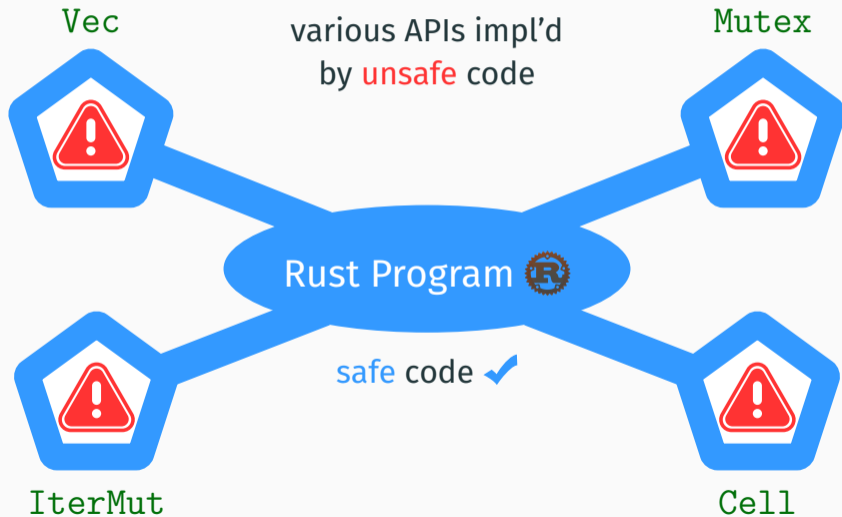 Vec
various APIs impl’d
by unsafe code
Mutex
Rust Program
safe code
IterMut
Cell